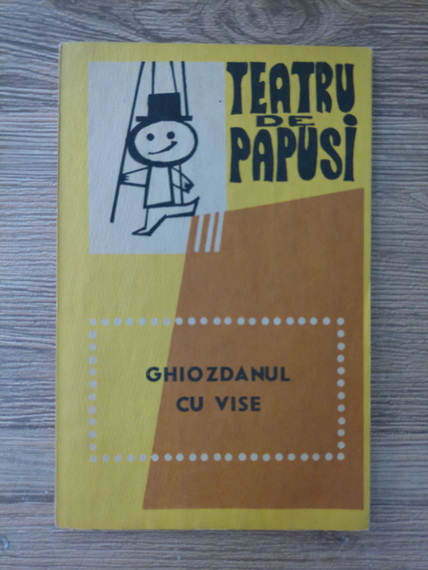 TEATRU
DE
PAPUSI
GHIOZDANUL
CU VISE